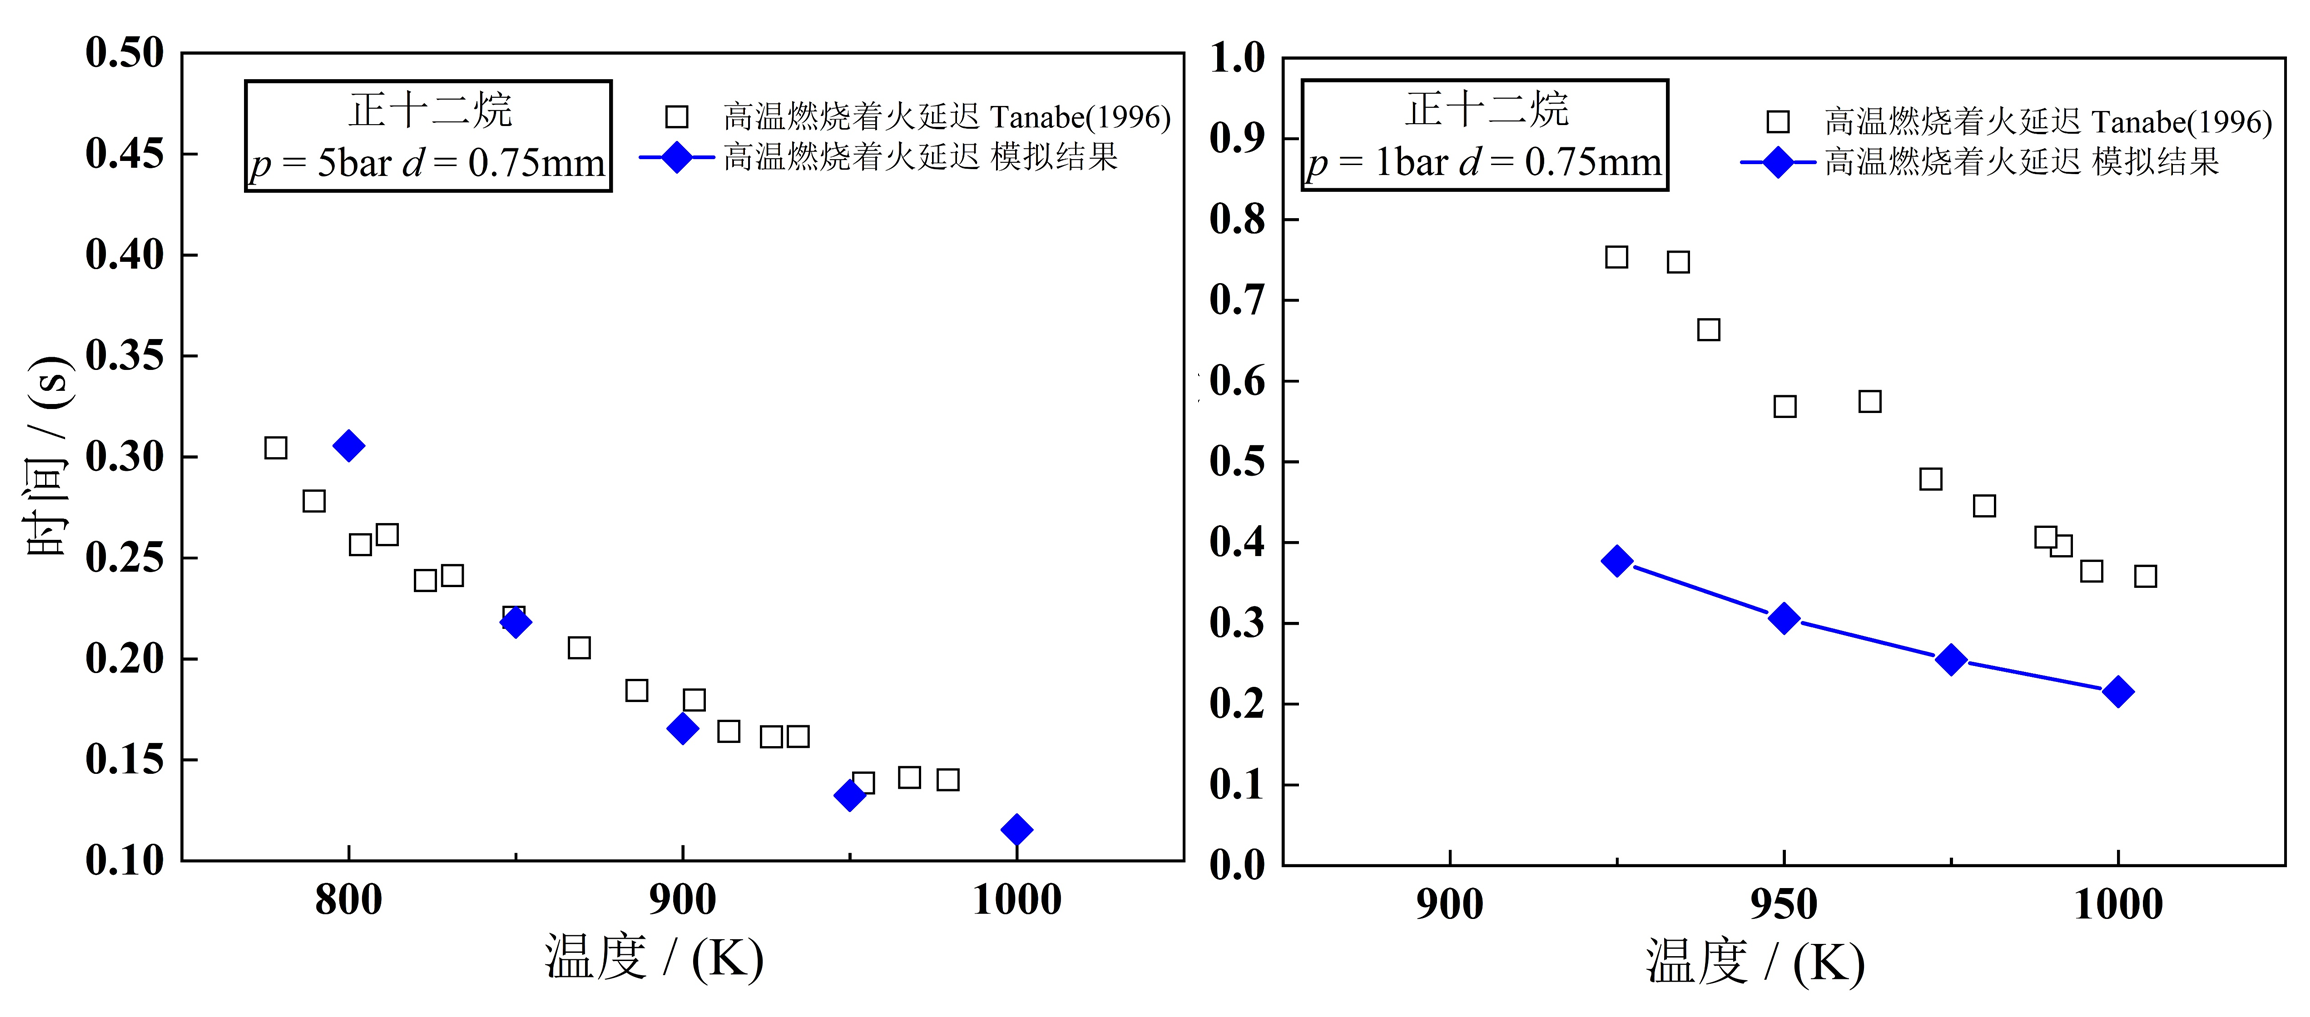 0.50
0.45
0.40
0.35
0.30
0.25
0.20
0.15
0.10
时间 / (s)
正十二烷
p = 5bar d = 0.75mm
高温燃烧着火延迟 Tanabe(1996)
高温燃烧着火延迟 模拟结果
800 900 1000
温度 / (K)
1.0
0.9
0.8
0.7
0.6
0.5
0.4
0.3
0.2
0.1
0.0
正十二烷
p = 1bar d = 0.75mm
高温燃烧着火延迟 Tanabe(1996)
高温燃烧着火延迟 模拟结果
900 950 1000
温度 / (K)